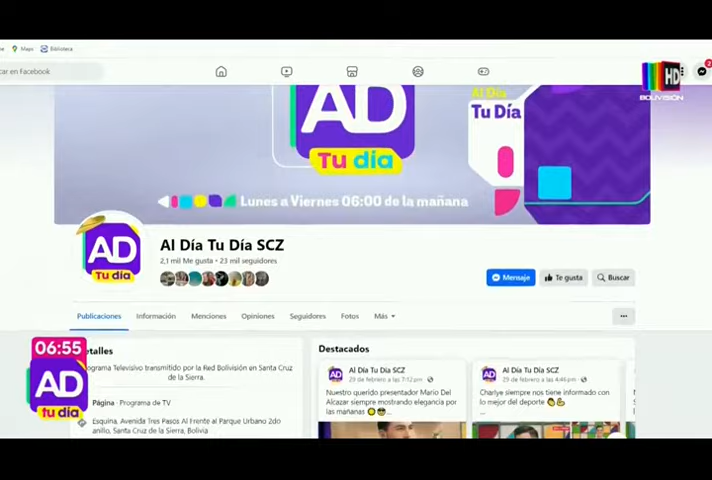 Maps Biblioteca
car en Facebook
2
HD
BOLIVISIÓN
AD
Tu día
Al Día
Tu Día
Lunes a Viernes 06:00 de la mañana
AD
Tu día
Al Día Tu Día SCZ
2,1 mil Me gusta • 23 mil seguidores
Mensaje
Te gusta
Buscar
Publicaciones Información Menciones Opiniones Seguidores Fotos Más
...
06:55
AD
tu día
etalles
ograma Televisivo transmitido por la Red Bolivisión en Santa Cruz
de la Sierra.
Página · Programa de TV
Esquina, Avenida Tres Pasos Al Frente al Parque Urbano 2do
anillo, Santa Cruz de la Sierra, Bolivia
Destacados
Al Día Tu Día SCZ
29 de febrero a las 7:12 pm
Nuestro querido presentador Mario Del
Alcazar siempre mostrando elegancia por
las mañanas
...
Al Día Tu Día SCZ
29 de febrero a las 4:46 pm
Charlye siempre nos tiene informado con
lo mejor del deporte
...